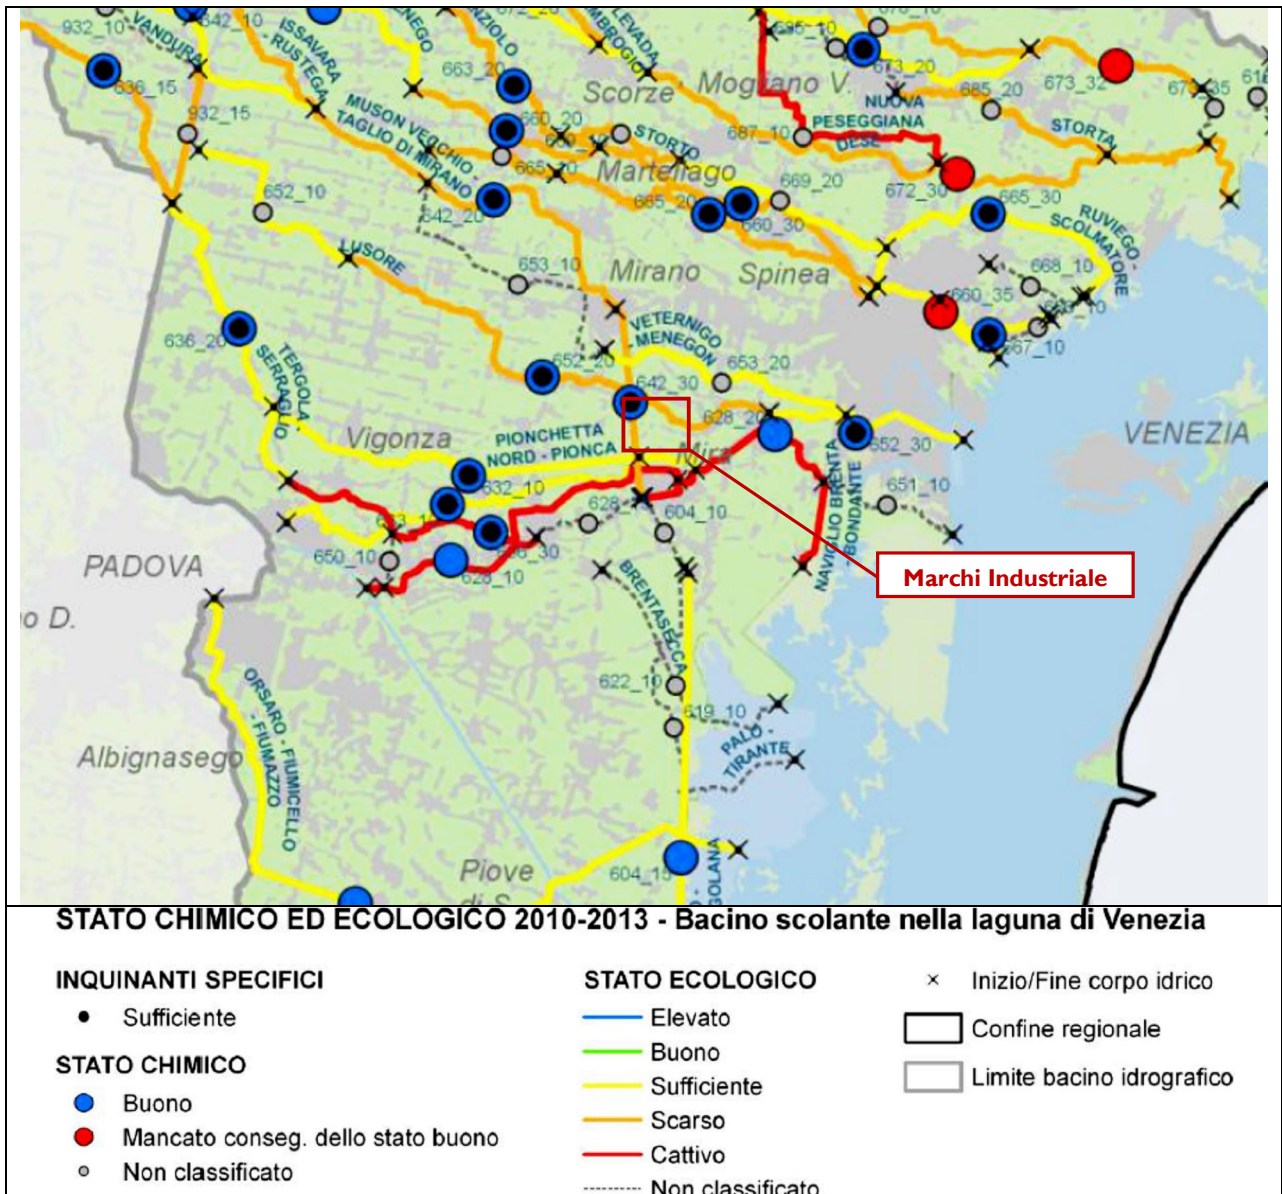 932_10
VANDURA
642_10
ISSAVARA
- RUSTEGA
663_20
LEVADA
Scorze'
Mogliano V.
685_10
673_20
673_32
636_15
932_15
MUSON VECCHIO -
TAGLIO DI MIRANO
660_20
STORTO
687_10
NUOVA
PESEGGIANA
DESE
685_20
STORTA
Martellago
669_20
672_30
665_30
RUVIEGO -
SCOLMATORE
652_10
642_20
660_30
LUSORE
653_10
Mirano
Spinea
668_10
660_35
636_20
TERGOLA -
SERRAGLIO
VETERNIGO
- MENEGON
652_20
642_30
653_20
667_10
628_20
652_30
VENEZIA
Vigonza
PIONCHETTA
NORD - PIONCA
Mira
632_10
604_10
651_10
NAVIGLIO BRENTA
- BONDANTE
650_10
628_10
PADOVA
o D.
Marchi Industriale
BRENTASECCA
622_10
619_10
PALO -
TIRANTE
ORSARO - FIUMICELLO
- FIUMAZZO
Albignasego
Piove
di S.
604_15
STATO CHIMICO ED ECOLOGICO 2010-2013 - Bacino scolante nella laguna di Venezia
INQUINANTI SPECIFICI
Sufficiente
STATO CHIMICO
Buono
Mancato conseg. dello stato buono
Non classificato
STATO ECOLOGICO
Elevato
Buono
Sufficiente
Scarso
Cattivo
Non classificato
Inizio/Fine corpo idrico
Confine regionale
Limite bacino idrografico